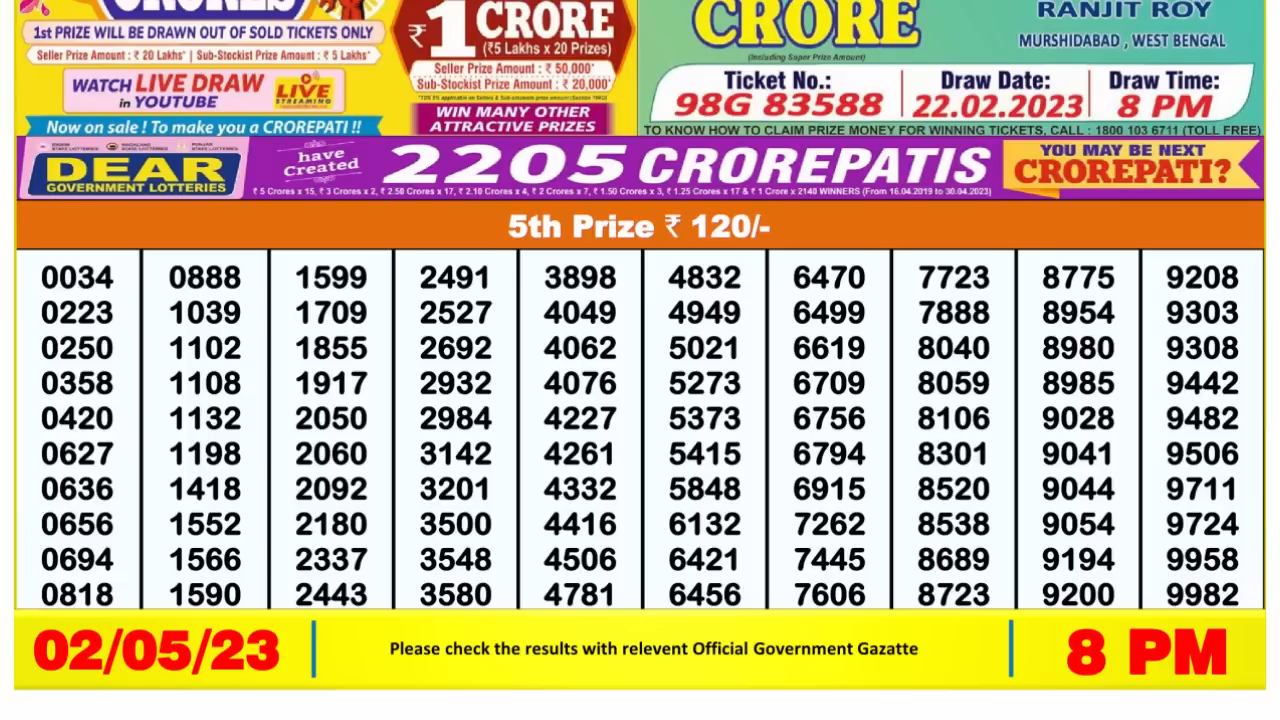 CRORES
1st PRIZE WILL BE DRAWN OUT OF SOLD TICKETS ONLY
Seller Prize Amount : ₹ 20 Lakhs* | Sub-Stockist Prize Amount : ₹ 5 Lakhs*
WATCH LIVE DRAW
in YOUTUBE
LIVE
STREAMING
Now on sale ! To make you a CROREPATI !!
₹ 1 CRORE
(₹ 5 Lakhs x 20 Prizes)
Seller Prize Amount : ₹ 50,000*
Sub-Stockist Prize Amount : ₹ 20,000*
WIN MANY OTHER
ATTRACTIVE PRIZES
CRORE
(Including Super Prize Amount)
RANJIT ROY
MURSHIDABAD , WEST BENGAL
Ticket No.: Draw Date: Draw Time:
98G 83588 22.02.2023 8 PM
TO KNOW HOW TO CLAIM PRIZE MONEY FOR WINNING TICKETS, CALL : 1800 103 6711 (TOLL FREE)
DEAR
GOVERNMENT LOTTERIES
have
created
2205 CROREPATIS
₹ 5 Crores x 15, ₹ 3 Crores x 2, ₹ 2.50 Crores x 17, ₹ 2.10 Crores x 4, ₹ 2 Crores x 7, ₹ 1.50 Crores x 3, ₹ 1.25 Crores x 17 & ₹ 1 Crore x 2140 WINNERS (From 16.04.2019 to 30.04.2023)
YOU MAY BE NEXT
CROREPATI?
5th Prize ₹ 120/-
0034 0888 1599 2491 3898 4832 6470 7723 8775 9208
0223 1039 1709 2527 4049 4949 6499 7888 8954 9303
0250 1102 1855 2692 4062 5021 6619 8040 8980 9308
0358 1108 1917 2932 4076 5273 6709 8059 8985 9442
0420 1132 2050 2984 4227 5373 6756 8106 9028 9482
0627 1198 2060 3142 4261 5415 6794 8301 9041 9506
0636 1418 2092 3201 4332 5848 6915 8520 9044 9711
0656 1552 2180 3500 4416 6132 7262 8538 9054 9724
0694 1566 2337 3548 4506 6421 7445 8689 9194 9958
0818 1590 2443 3580 4781 6456 7606 8723 9200 9982
02/05/23
Please check the results with relevent Official Government Gazatte
8 PM